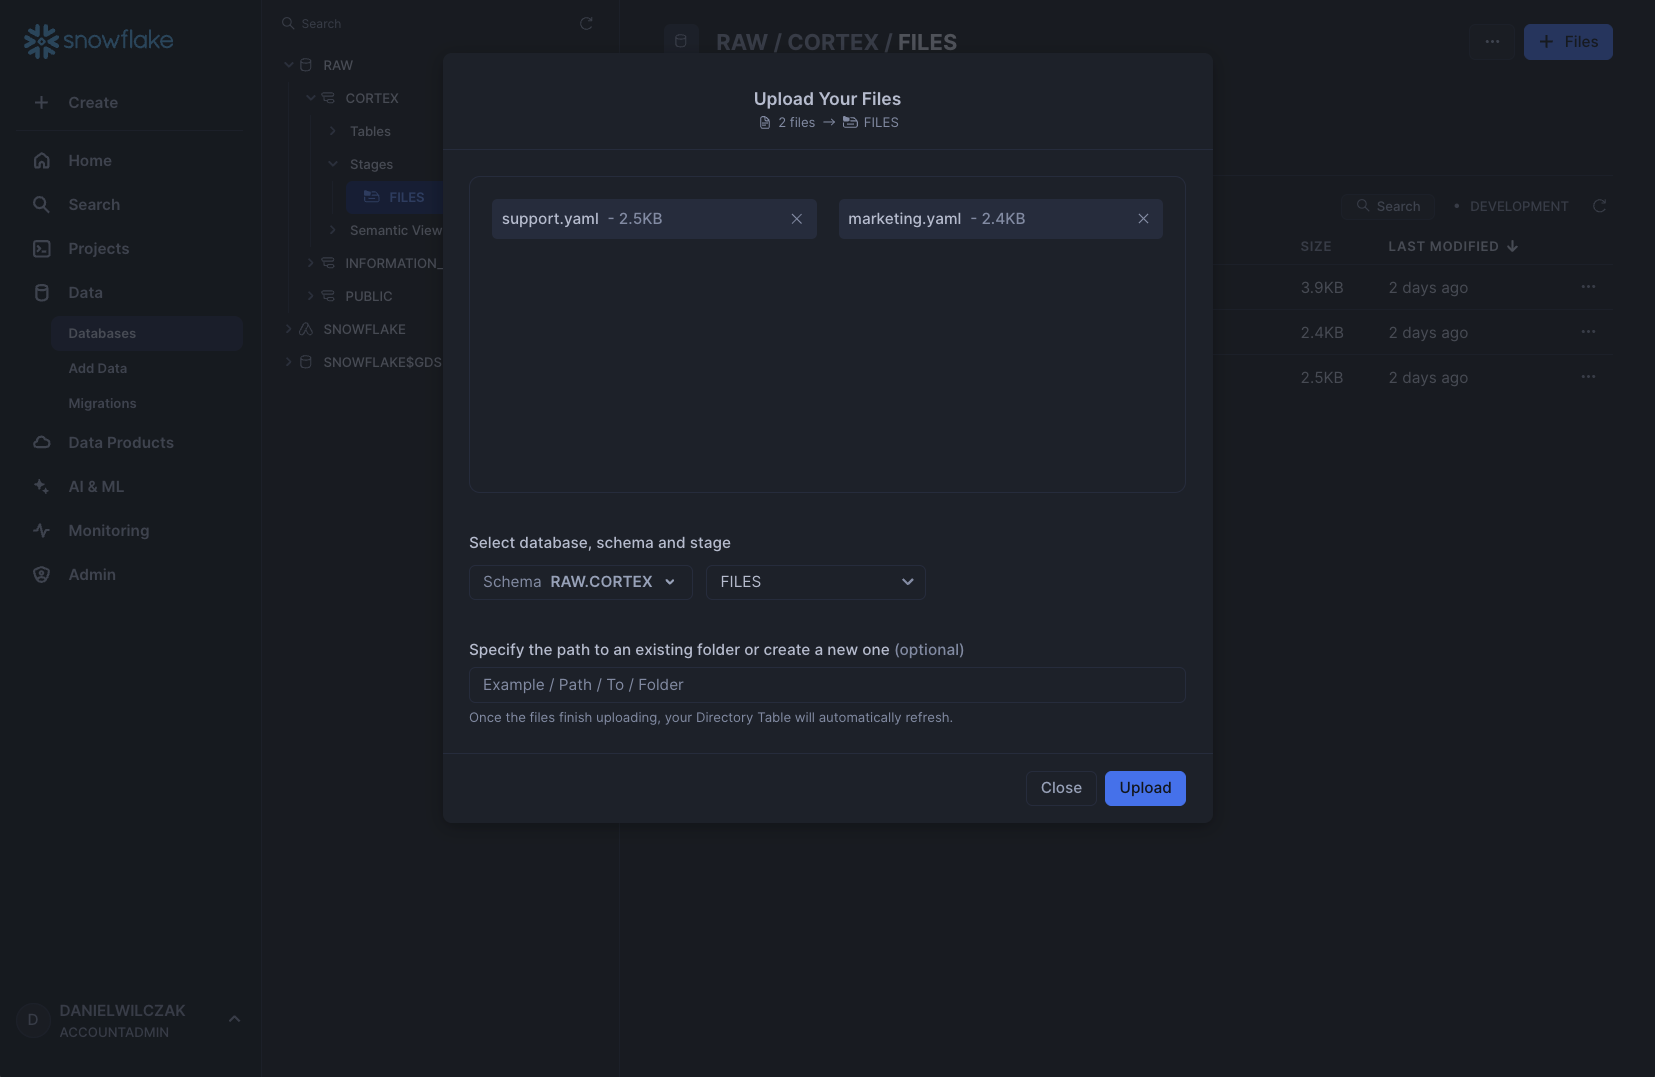 snowflake
Create
Home
Search
Projects
Data
Databases
Add Data
Migrations
Data Products
AI & ML
Monitoring
Admin
D
DANIELWILCZAK
ACCOUNTADMIN
Search
RAW
CORTEX
Tables
Stages
FILES
Semantic View
INFORMATION_
PUBLIC
SNOWFLAKE
SNOWFLAKE$GDS
RAW / CORTEX / FILES
Files
Search
DEVELOPMENT
SIZE LAST MODIFIED
3.9KB 2 days ago
2.4KB 2 days ago
2.5KB 2 days ago
Upload Your Files
2 files → FILES
support.yaml - 2.5KB
marketing.yaml - 2.4KB
Select database, schema and stage
Schema RAW.CORTEX
FILES
Specify the path to an existing folder or create a new one (optional)
Example / Path / To / Folder
Once the files finish uploading, your Directory Table will automatically refresh.
Close
Upload